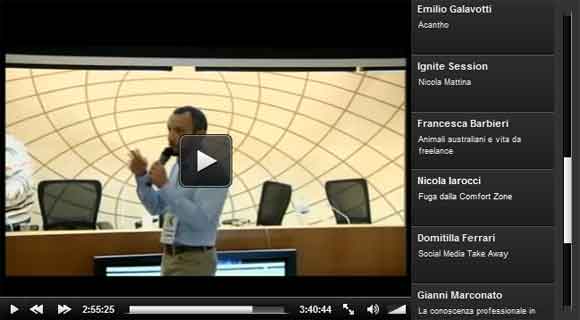 Emilio Galavotti
Acantho
Ignite Session
Nicola Mattina
Francesca Barbieri
Animali australiani e vita da
freelance
Nicola Iarocci
Fuga dalla Comfort Zone
Domitilla Ferrari
Social Media Take Away
Gianni Marconato
La conoscenza professionale in
2:55:25
3:40:44